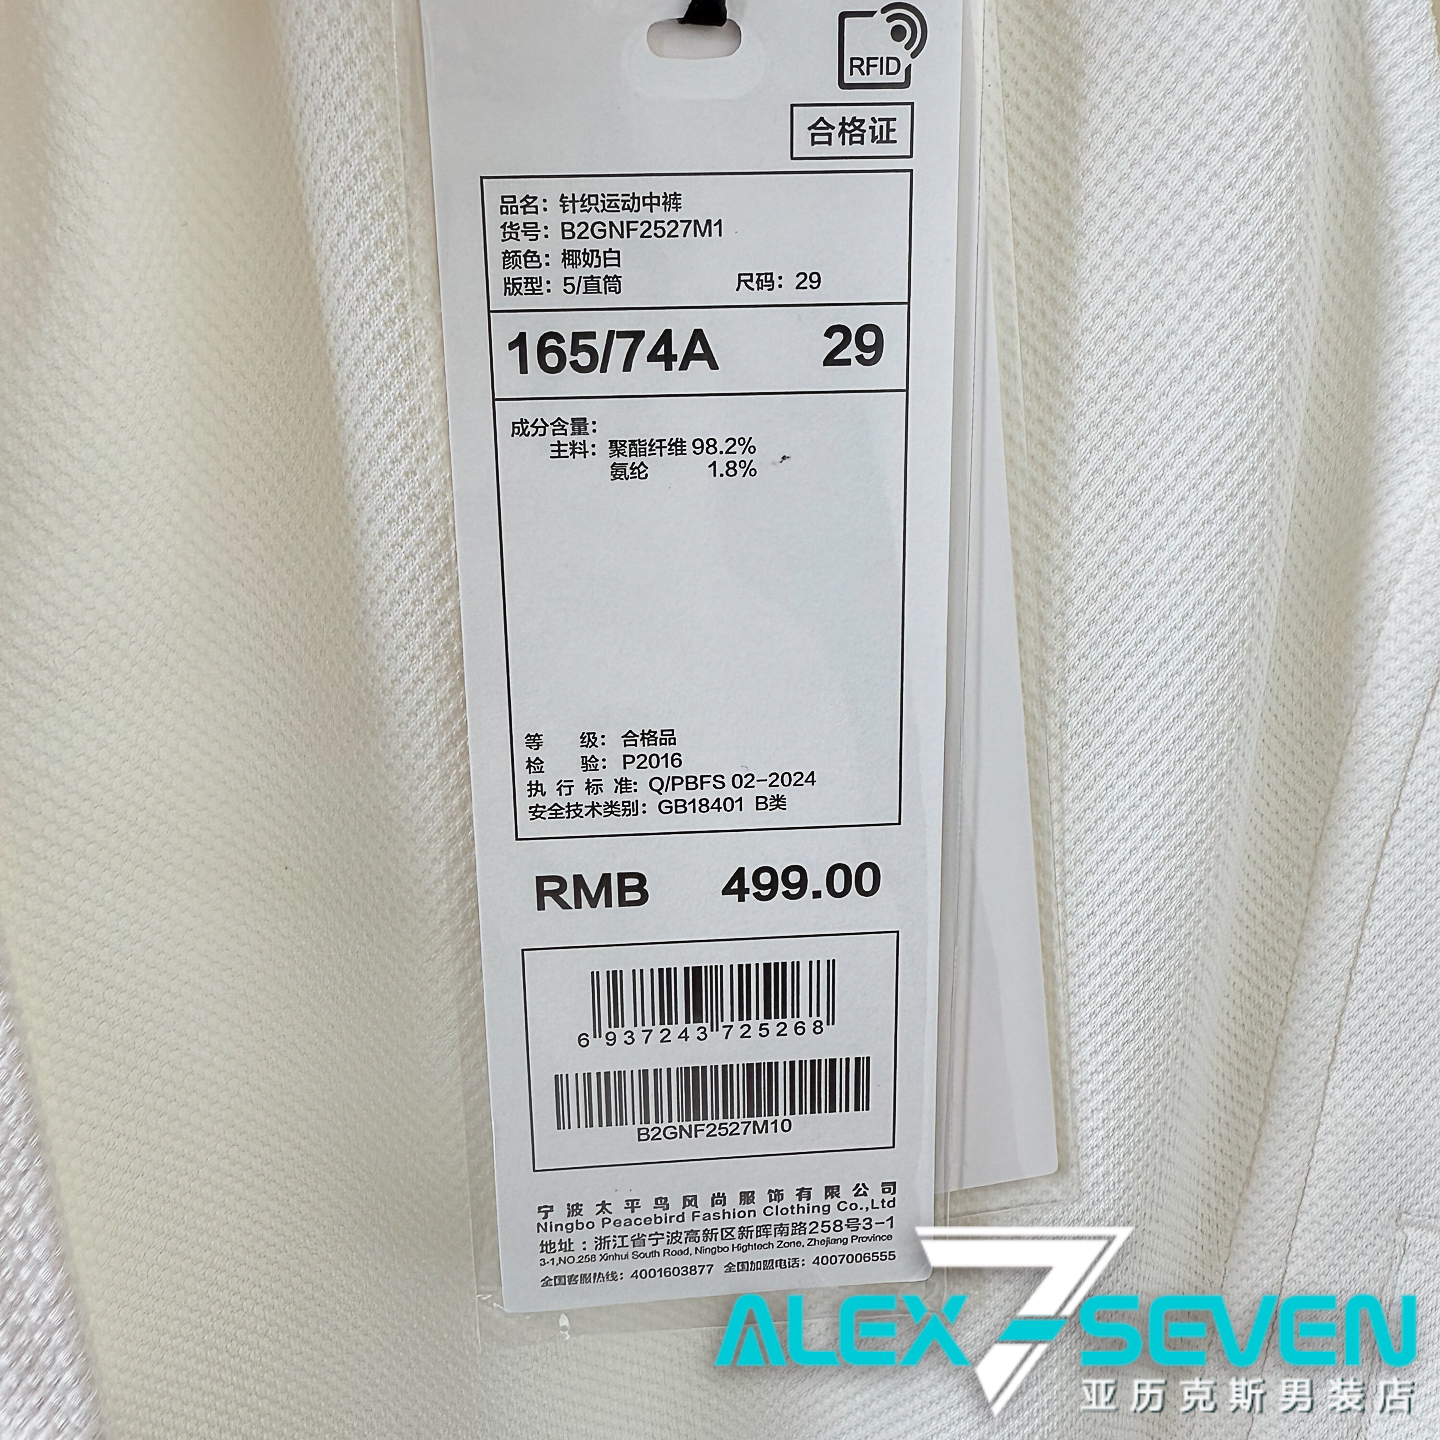 RFID
合格证
品名：针织运动中裤
货号：B2GNF2527M1
颜色：椰奶白
版型：5/直筒 尺码：29
165/74A 29
成分含量：
主料：聚酯纤维 98.2%
氨纶 1.8%
等 级：合格品
检 验：P2016
执行标准：Q/PBFS 02-2024
安全技术类别：GB18401 B类
RMB 499.00
6 937243 725268
B2GNF2527M10
宁波太平鸟风尚服饰有限公司
Ningbo Peacebird Fashion Clothing Co.,Ltd
地址：浙江省宁波高新区新晖南路258号3-1
3-1,NO.258 Xinhui South Road, Ningbo Hightech Zone, Zhejiang Province
全国客服热线：4001603877 全国加盟电话：4007006555
ALEX 7 SEVEN
亚历克斯男装店